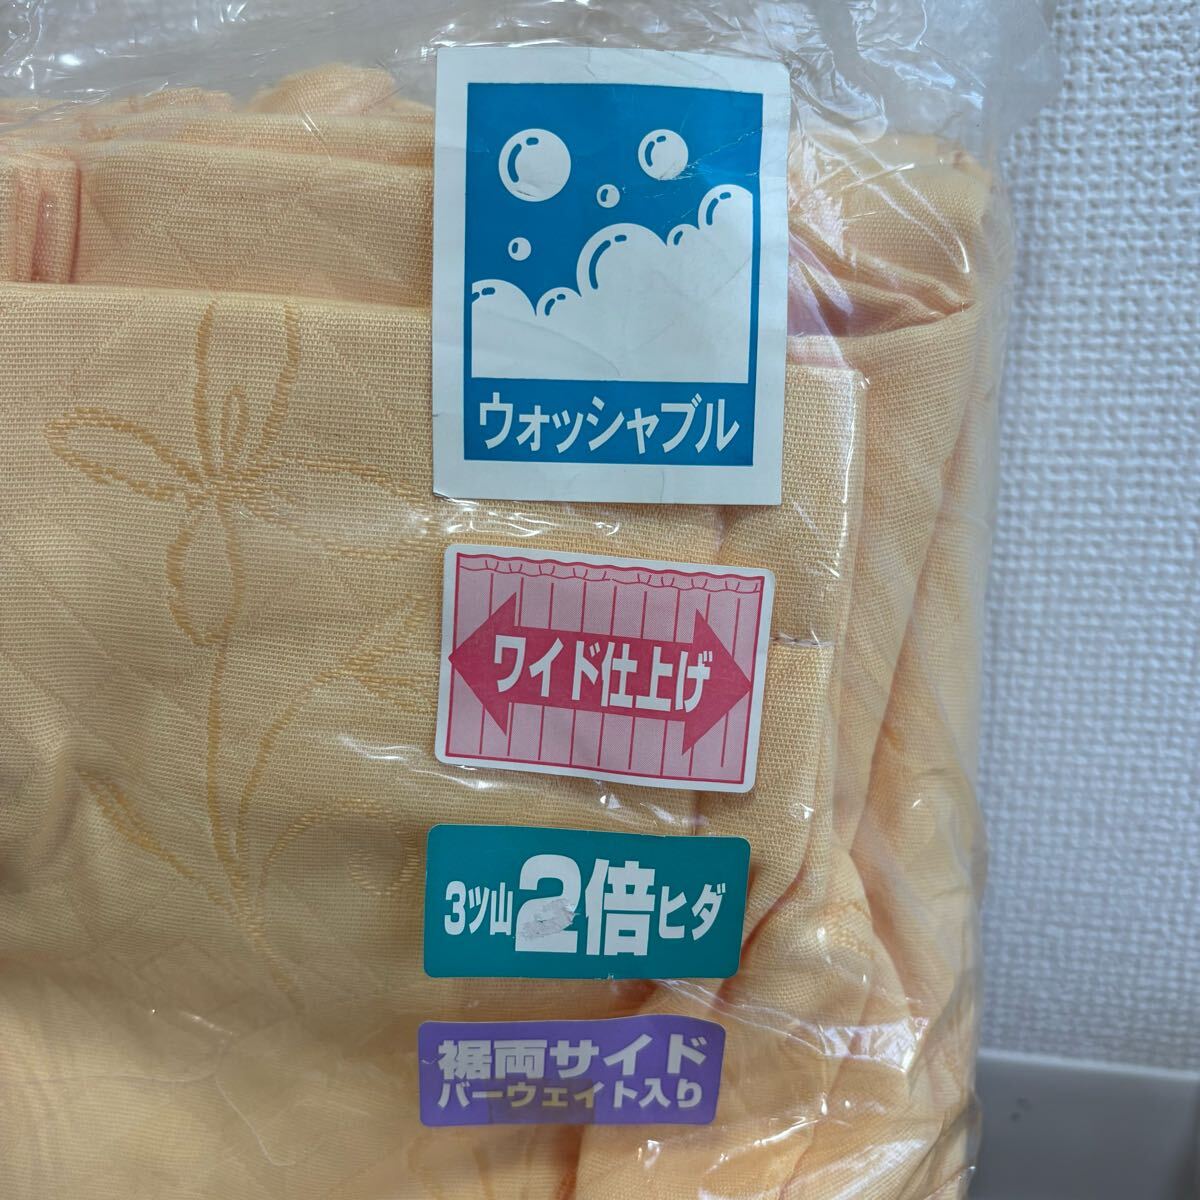 ウォッシャブル
ワイド仕上げ
3ツ山2倍ヒダ
裾両サイド
バーウェイト入り